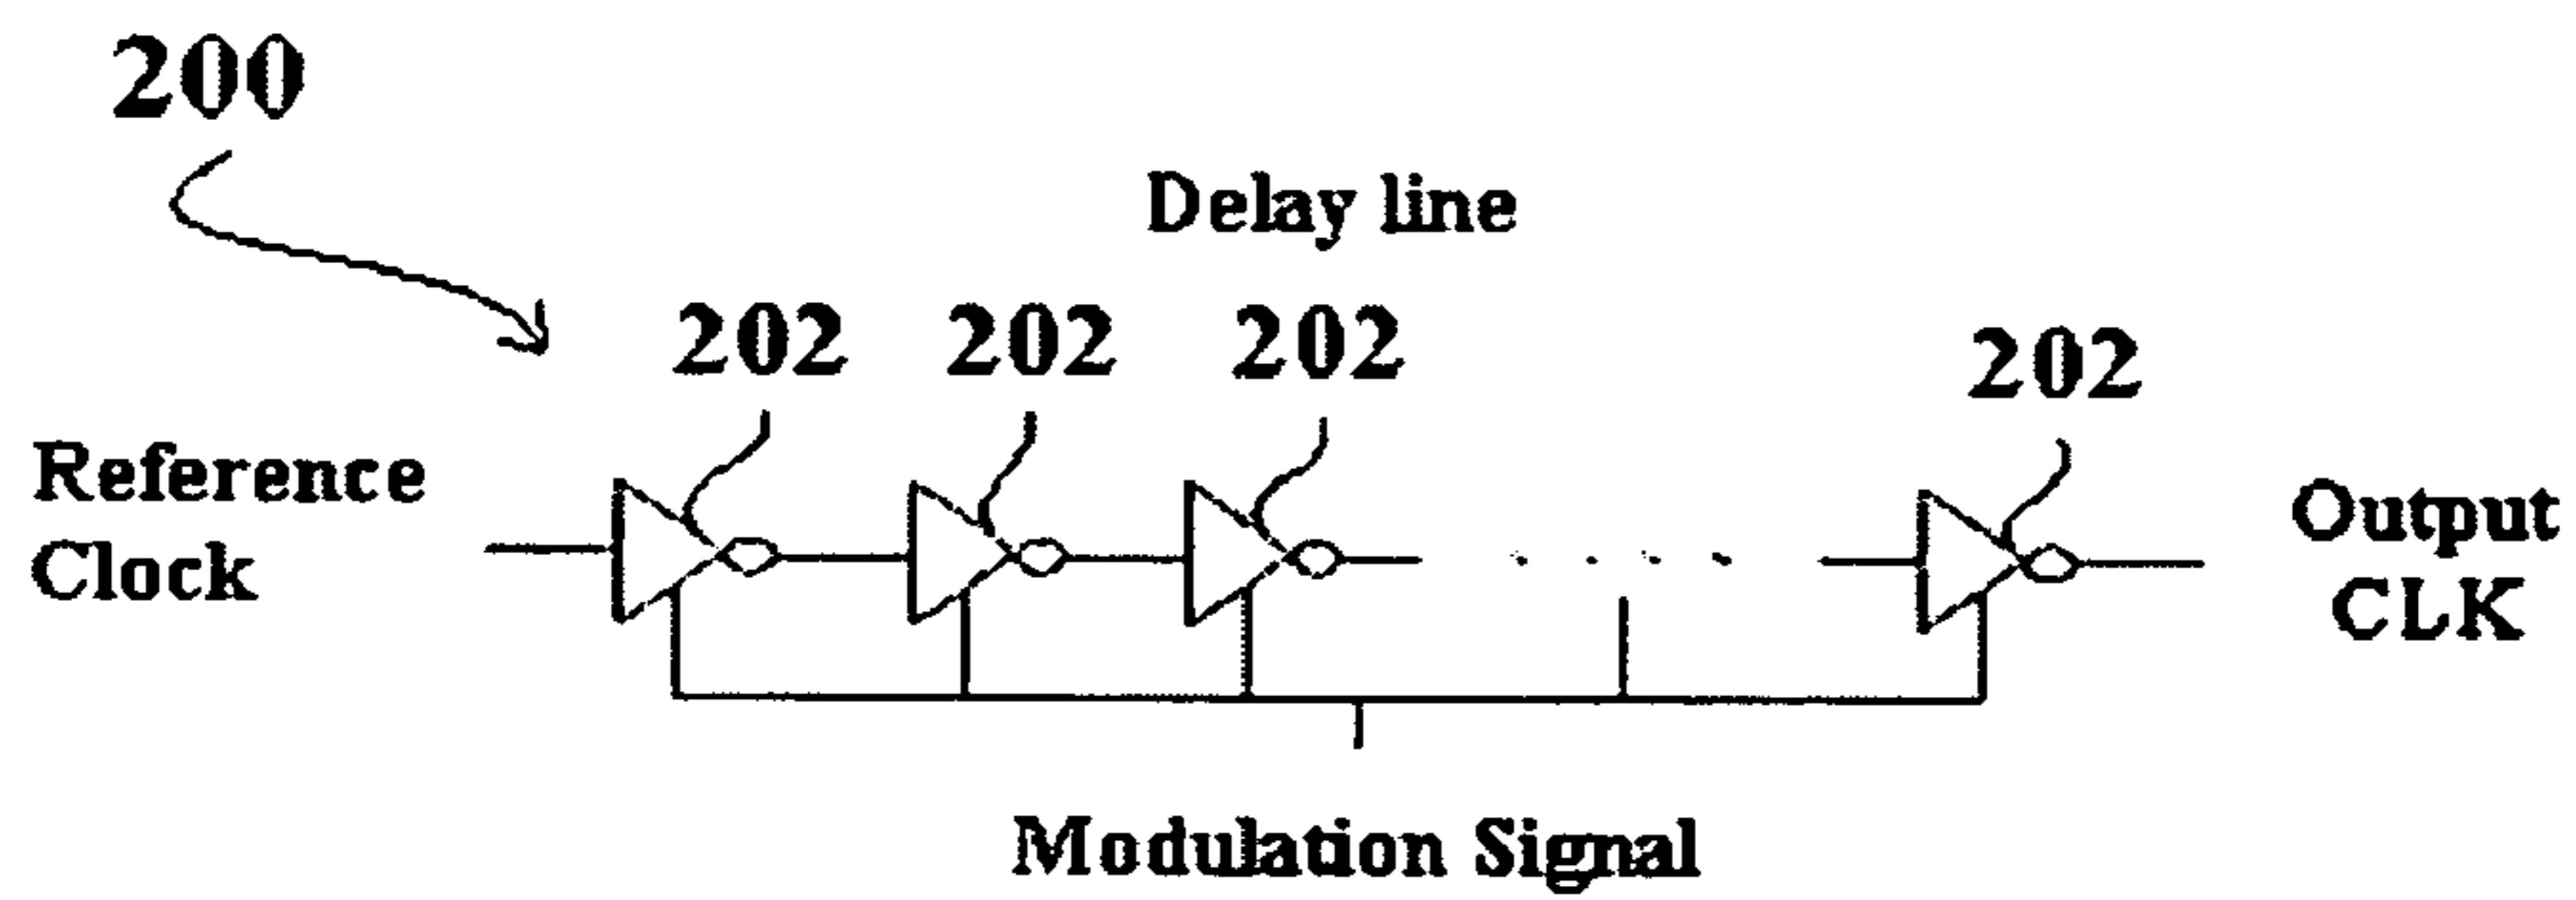 200
Delay line
202 202 202 202
Reference
Clock
Output
CLK
Modulation Signal